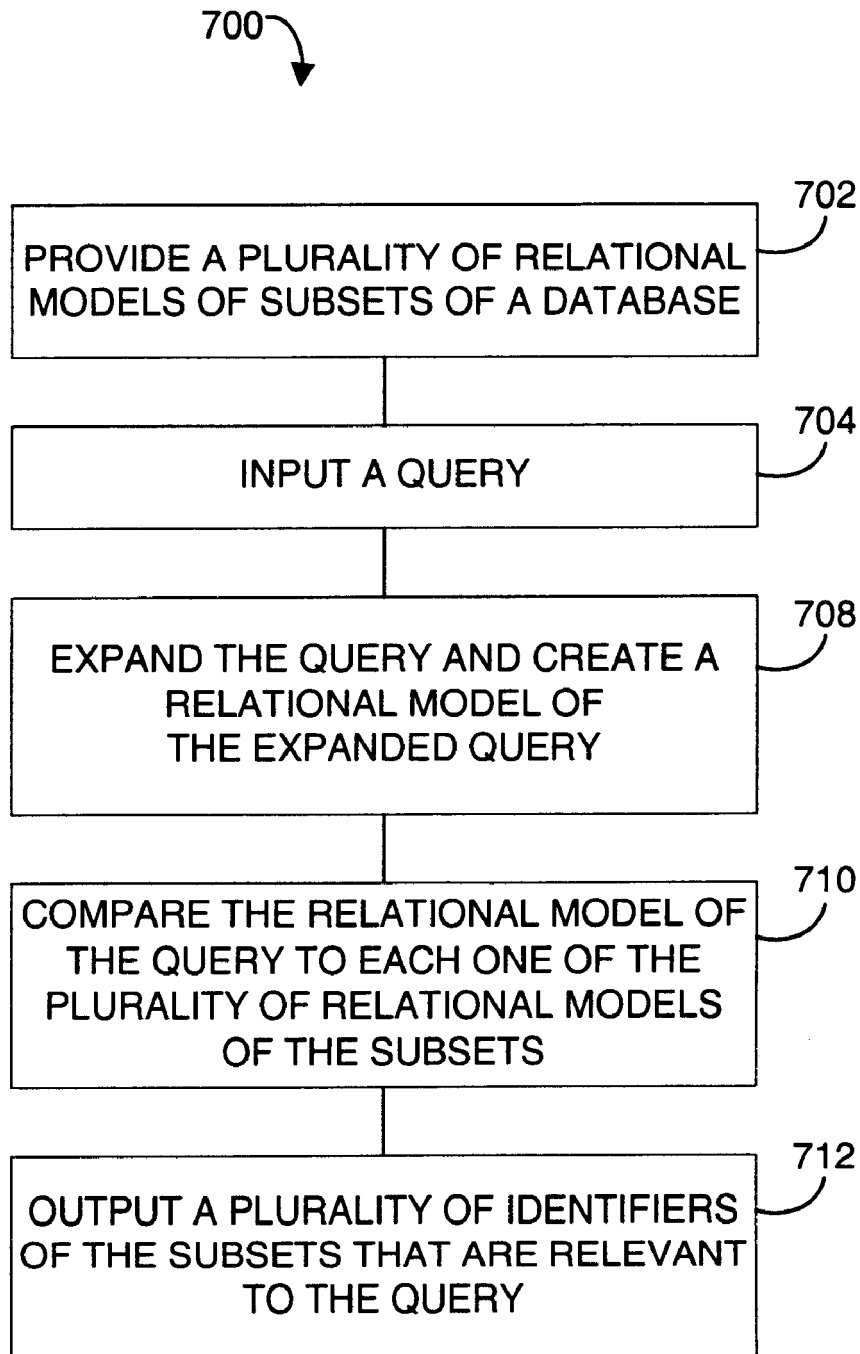 700
702
PROVIDE A PLURALITY OF RELATIONAL
MODELS OF SUBSETS OF A DATABASE
704
INPUT A QUERY
708
EXPAND THE QUERY AND CREATE A
RELATIONAL MODEL OF
THE EXPANDED QUERY
710
COMPARE THE RELATIONAL MODEL OF
THE QUERY TO EACH ONE OF THE
PLURALITY OF RELATIONAL MODELS
OF THE SUBSETS
712
OUTPUT A PLURALITY OF IDENTIFIERS
OF THE SUBSETS THAT ARE RELEVANT
TO THE QUERY